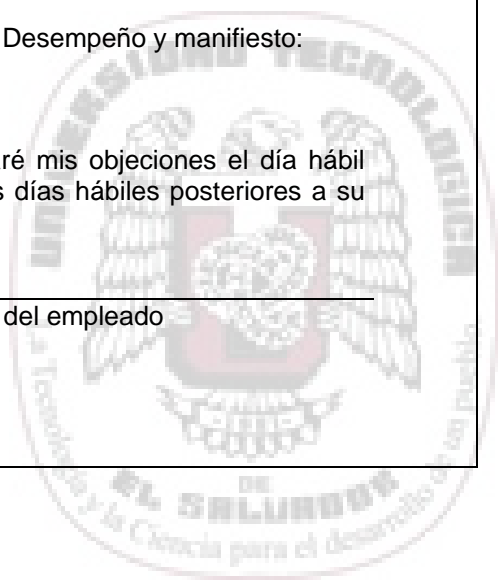 Desempeño y manifiesto:
ré mis objeciones el día hábil
s días hábiles posteriores a su
del empleado
UNIVERSIDAD TECNOLOGICA
DE
EL SALVADOR
la Tecnología y la Ciencia para el desarrollo de un pueblo